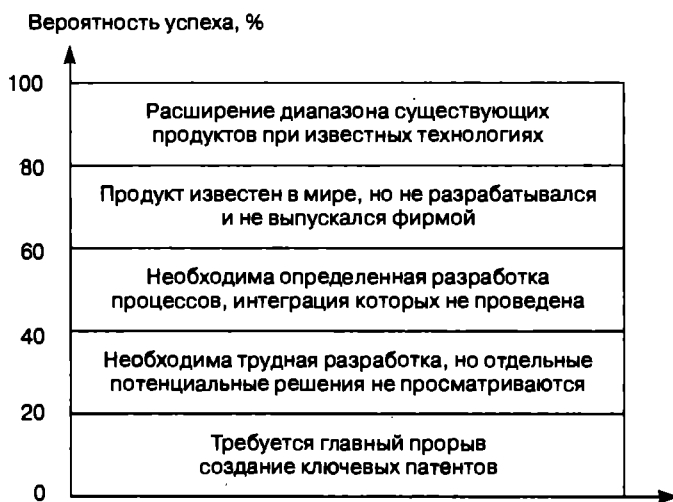 Вероятность успеха, %
100
Расширение диапазона существующих
продуктов при известных технологиях
80
Продукт известен в мире, но не разрабатывался
и не выпускался фирмой
60
Необходима определенная разработка
процессов, интеграция которых не проведена
40
Необходима трудная разработка, но отдельные
потенциальные решения не просматриваются
20
Требуется главный прорыв
создание ключевых патентов
0